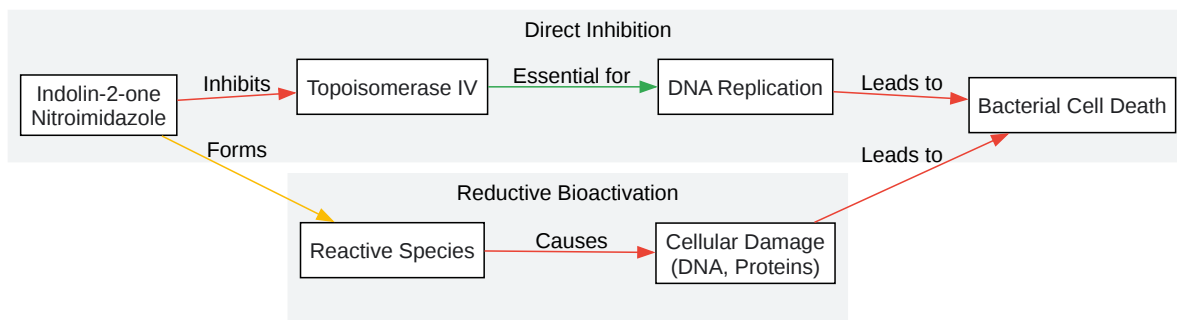 Direct Inhibition
Indolin-2-one
Nitroimidazole
Inhibits
Topoisomerase IV
Essential for
DNA Replication
Leads to
Bacterial Cell Death
Forms
Leads to
Reductive Bioactivation
Reactive Species
Causes
Cellular Damage
(DNA, Proteins)